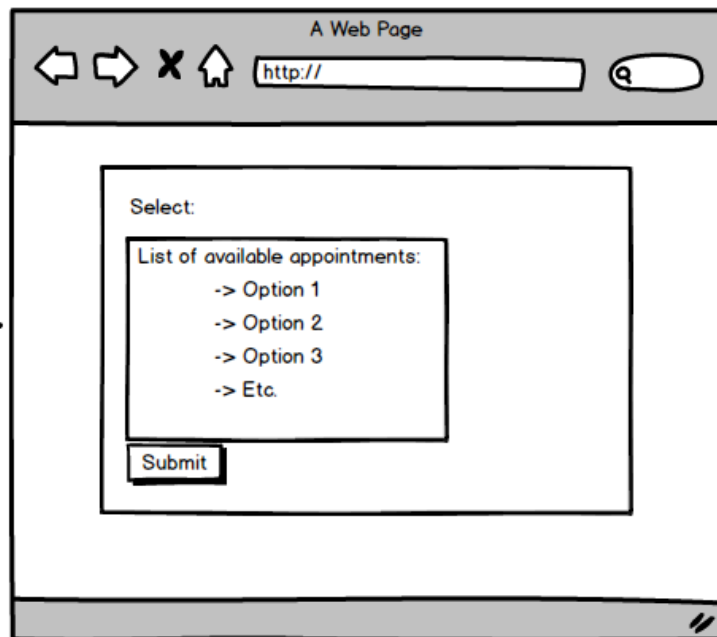 A Web Page
http://
Select:
List of available appointments:
-> Option 1
-> Option 2
-> Option 3
-> Etc.
Submit